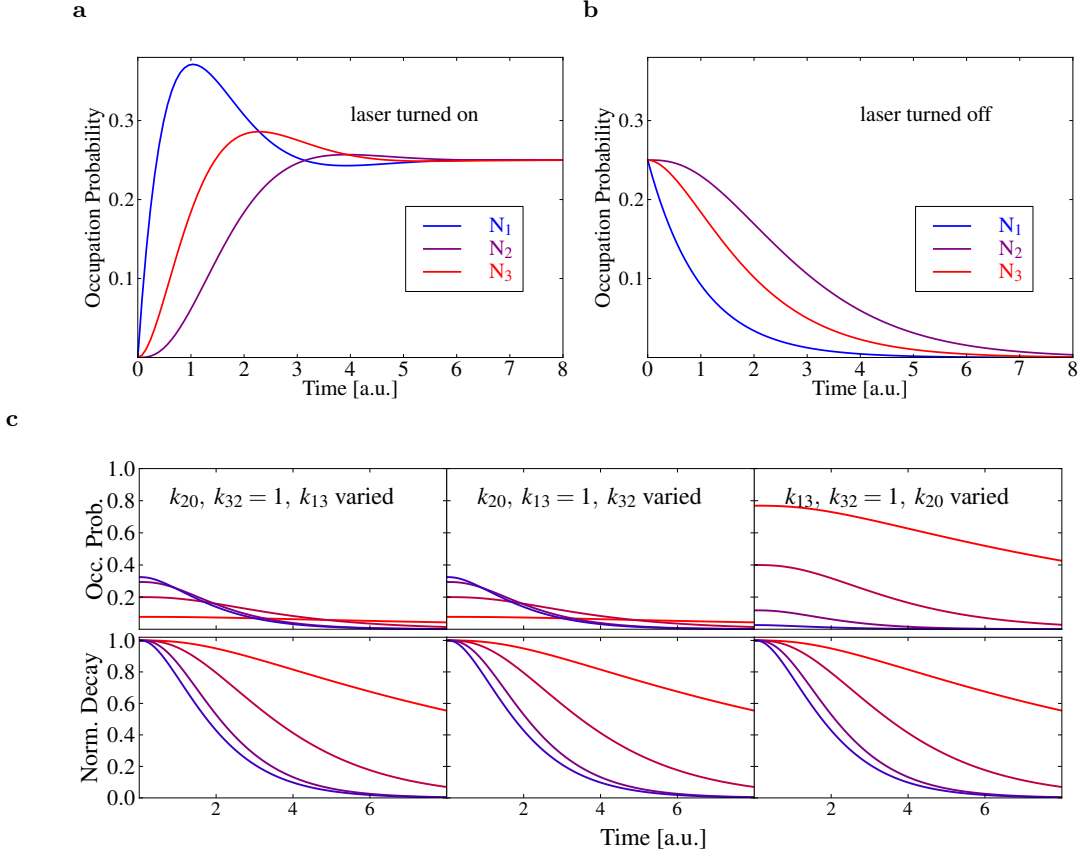 a
b
Occupation Probability
0.3
0.2
0.1
laser turned on
N1
N2
N3
0 1 2 3 4 5 6 7 8
Time [a.u.]
Occupation Probability
0.3
0.2
0.1
laser turned off
N1
N2
N3
0 1 2 3 4 5 6 7 8
Time [a.u.]
c
Occ. Prob.
1.0
0.8
0.6
0.4
0.2
k20, k32 = 1, k13 varied
k20, k13 = 1, k32 varied
k13, k32 = 1, k20 varied
Norm. Decay
1.0
0.8
0.6
0.4
0.2
0.0
2 4 6
2 4 6
2 4 6
Time [a.u.]